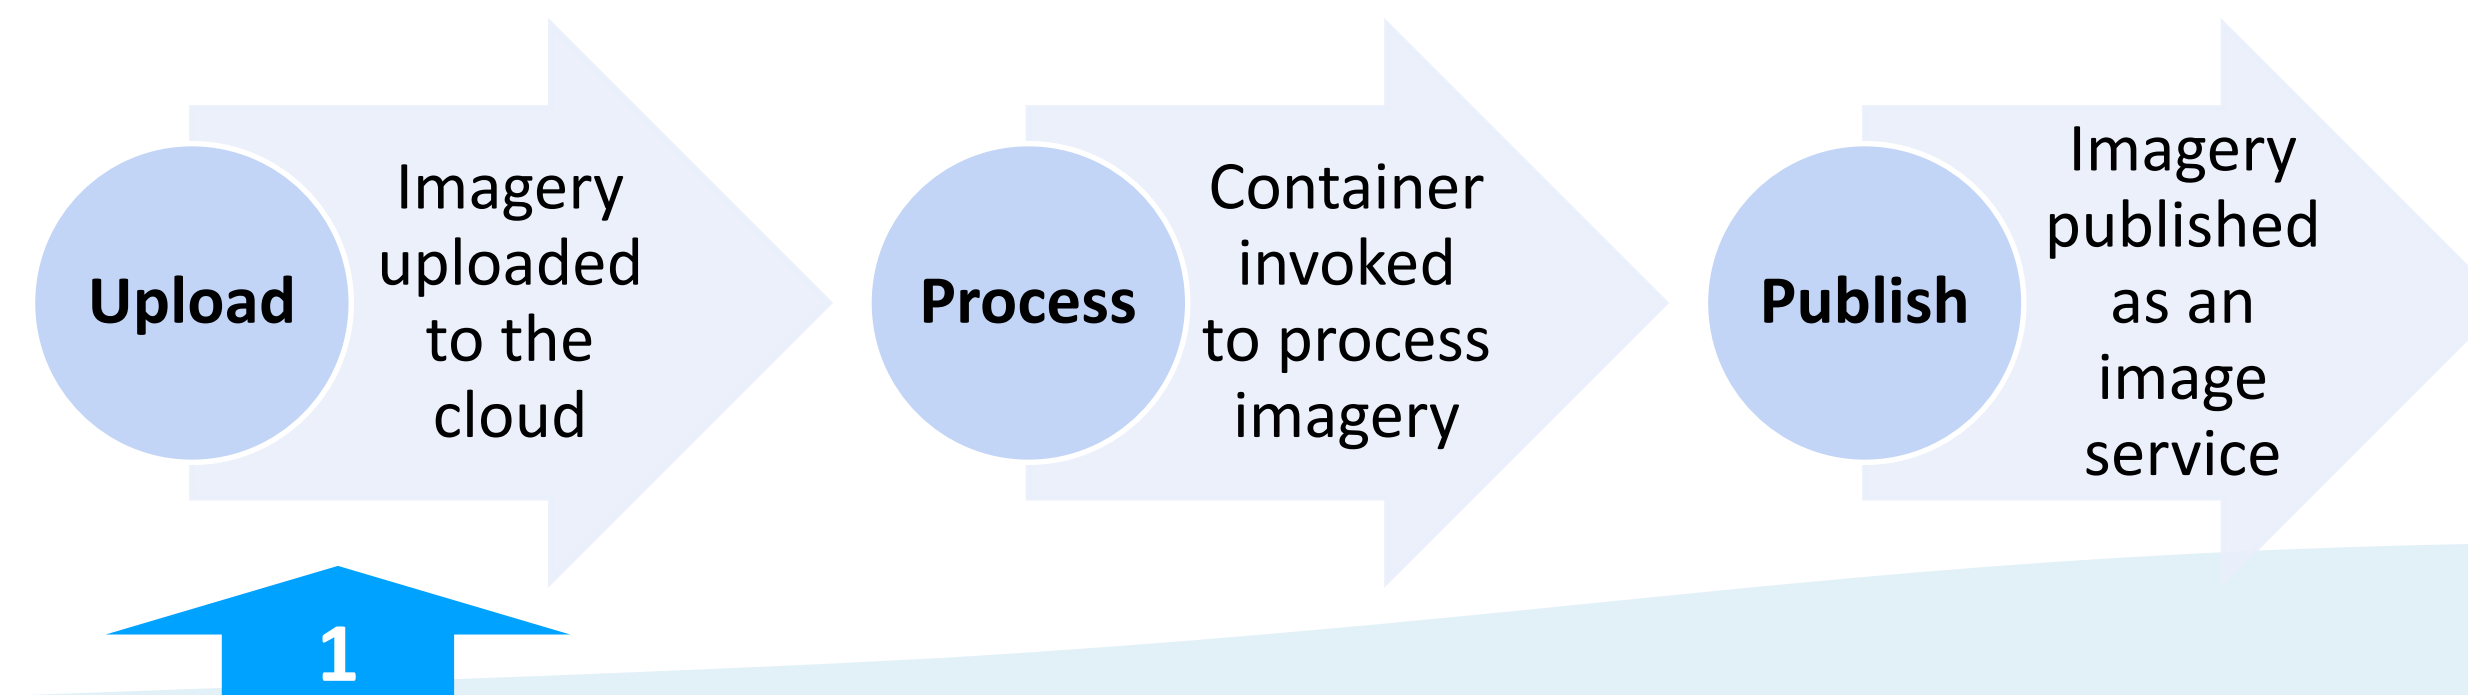 Upload
Imagery
uploaded
to the
cloud
Process
Container
invoked
to process
imagery
Publish
Imagery
published
as an
image
service
1